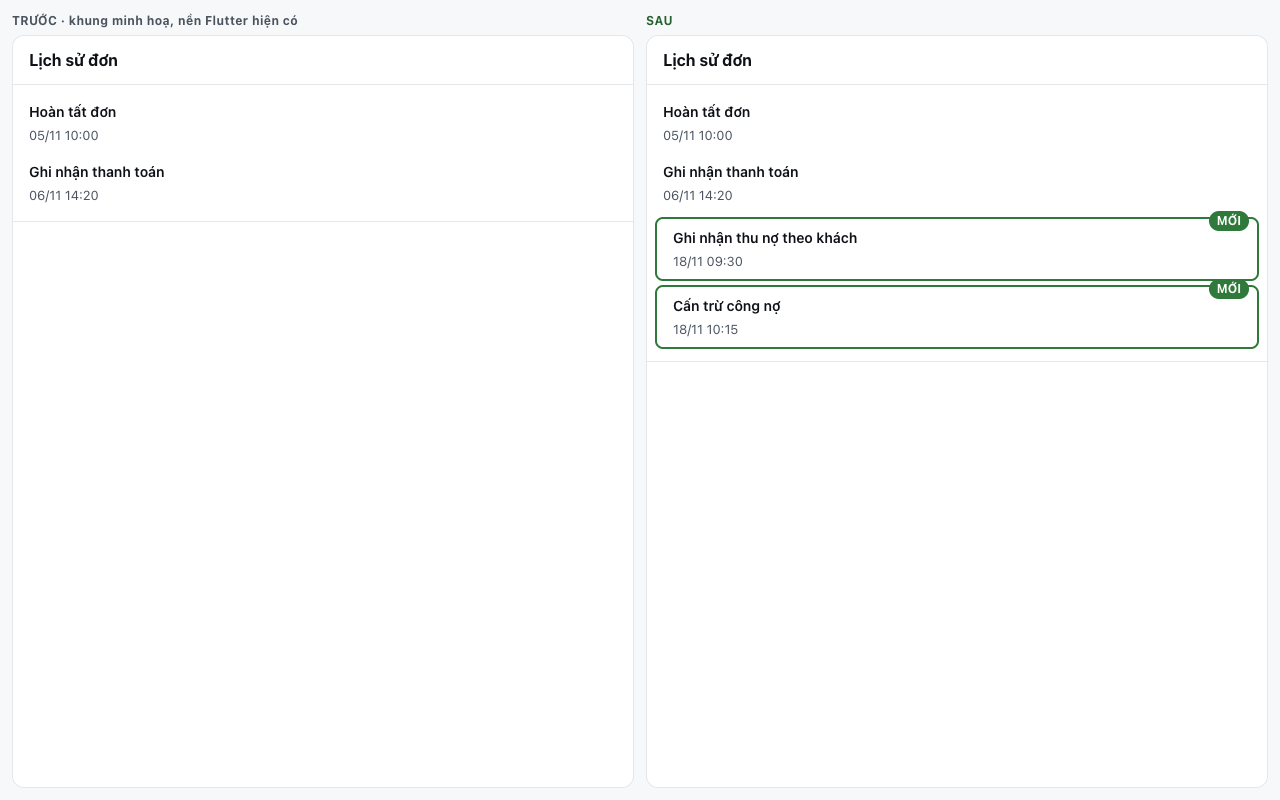 TRƯỚC · khung minh hoạ, nền Flutter hiện có
Lịch sử đơn
Hoàn tất đơn
05/11 10:00
Ghi nhận thanh toán
06/11 14:20
SAU
Lịch sử đơn
Hoàn tất đơn
05/11 10:00
Ghi nhận thanh toán
06/11 14:20
MỚI
Ghi nhận thu nợ theo khách
18/11 09:30
MỚI
Cấn trừ công nợ
18/11 10:15